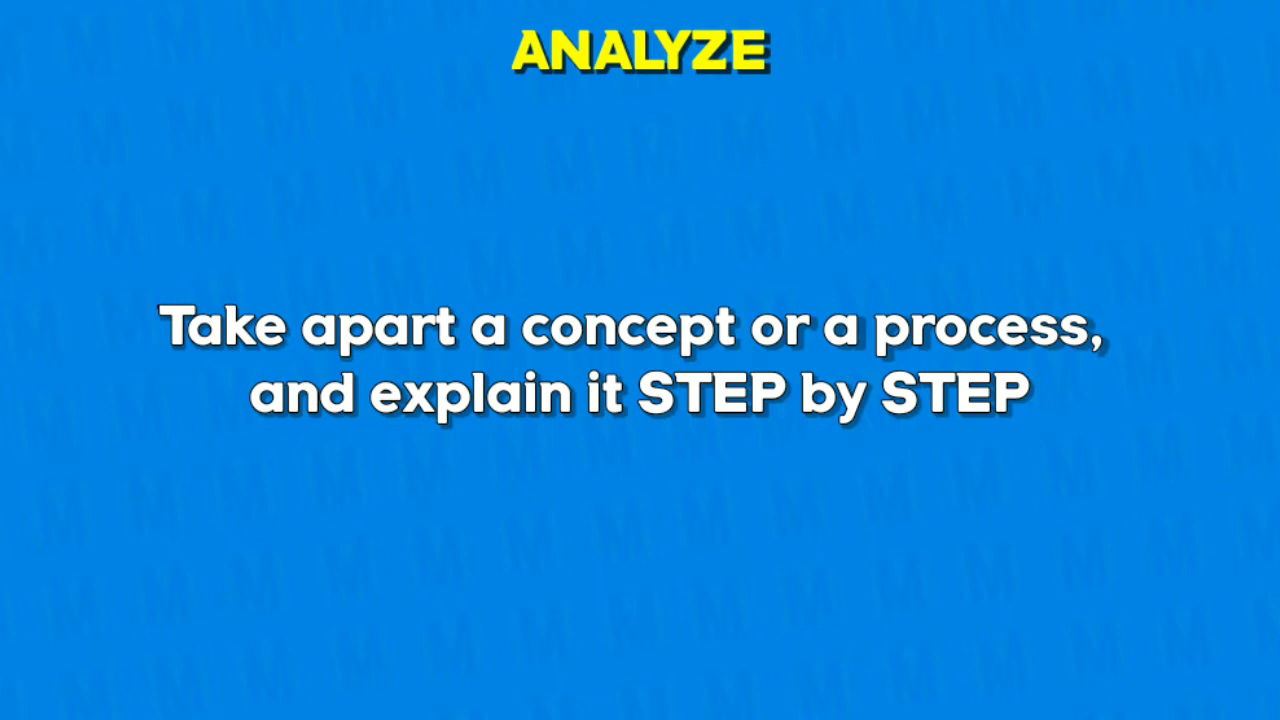 ANALYZE
Take apart a concept or a process,
and explain it STEP by STEP